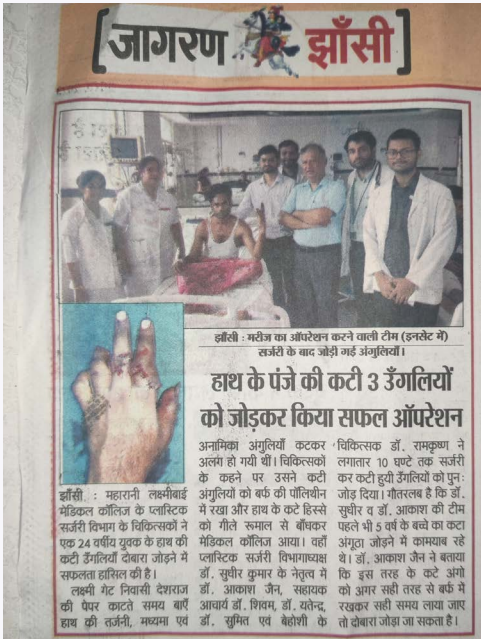 [जागरण झाँसी]
झाँसी : मरीज का ऑपरेशन करने वाली टीम (इनसेट में)
सर्जरी के बाद जोड़ी गई अंगुलियाँ।
हाथ के पंजे की कटी 3 उँगलियों
को जोड़कर किया सफल ऑपरेशन
झाँसी : महारानी लक्ष्मीबाई
मेडिकल कॉलिज के प्लास्टिक
सर्जरी विभाग के चिकित्सकों ने
एक 24 वर्षीय युवक के हाथ की
कटी उँगलियाँ दोबारा जोड़ने में
सफलता हासिल की है।
लक्ष्मी गेट निवासी देशराज
की पेपर काटते समय बाएँ
हाथ की तर्जनी, मध्यमा एवं
अनामिका अंगुलियाँ कटकर
अलग हो गयी थीं। चिकित्सकों
के कहने पर उसने कटी
अंगुलियों को बर्फ की पॉलिथीन
में रखा और हाथ के कटे हिस्से
को गीले रूमाल से बाँधकर
मेडिकल कॉलिज आया। वहाँ
प्लास्टिक सर्जरी विभागाध्यक्ष
डॉ. सुधीर कुमार के नेतृत्व में
डॉ. आकाश जैन, सहायक
आचार्य डॉ. शिवम, डॉ. यतेन्द्र,
डॉ. सुमित एवं बेहोशी के
चिकित्सक डॉ. रामकृष्ण ने
लगातार 10 घण्टे तक सर्जरी
कर कटी हुयी उँगलियों को पुन:
जोड़ दिया। गौरतलब है कि डॉ.
सुधीर व डॉ. आकाश की टीम
पहले भी 5 वर्ष के बच्चे का कटा
अंगूठा जोड़ने में कामयाब रहे
थे। डॉ. आकाश जैन ने बताया
कि इस तरह के कटे अंगो
को अगर सही तरह से बर्फ में
रखकर सही समय लाया जाए
तो दोबारा जोड़ा जा सकता है।